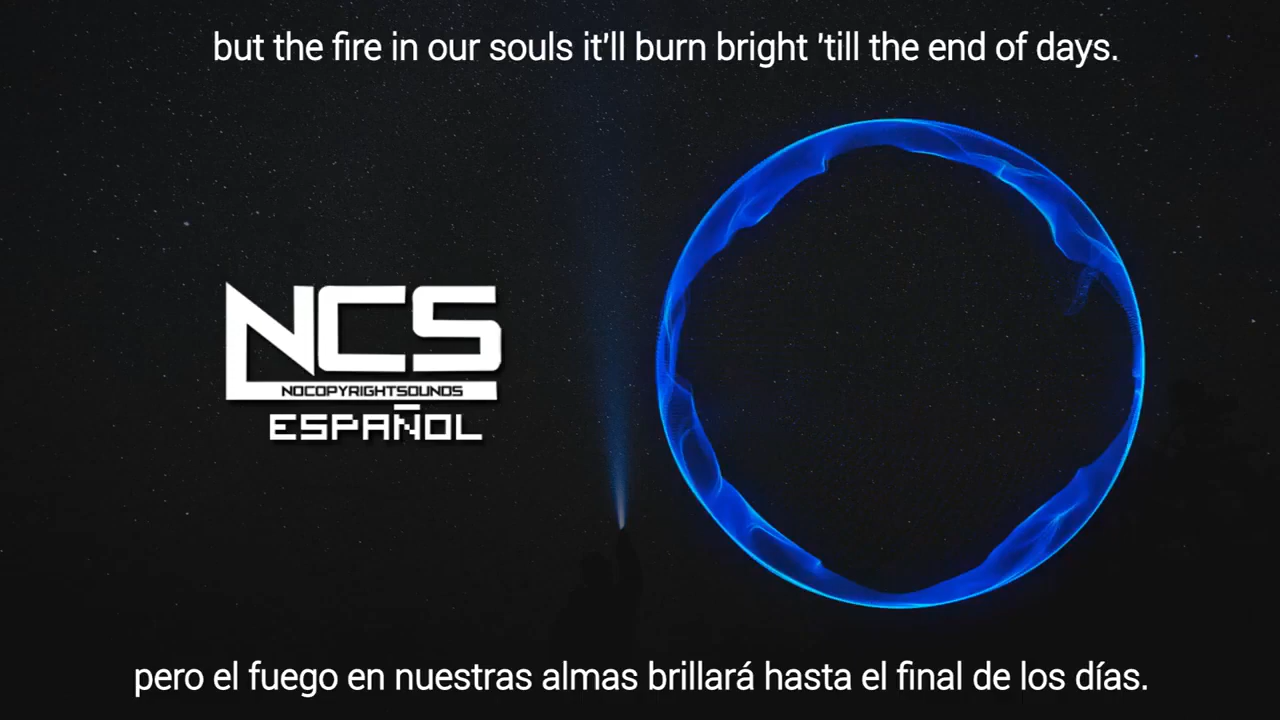 but the fire in our souls it'll burn bright 'till the end of days.
NCS
NOCOPYRIGHTSOUNDS
ESPAÑOL
pero el fuego en nuestras almas brillará hasta el final de los días.